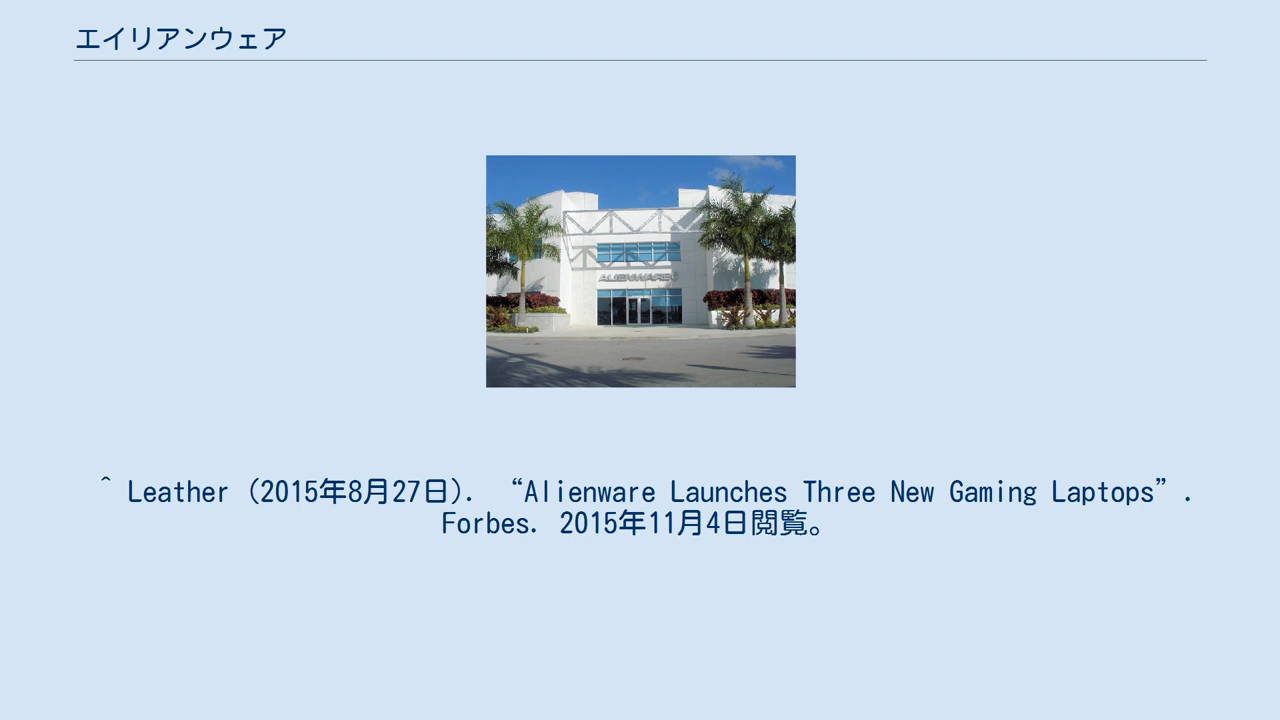 エイリアンウェア
ALIENWARE
^ Leather (2015年8月27日). “Alienware Launches Three New Gaming Laptops”.
Forbes. 2015年11月4日閲覧。